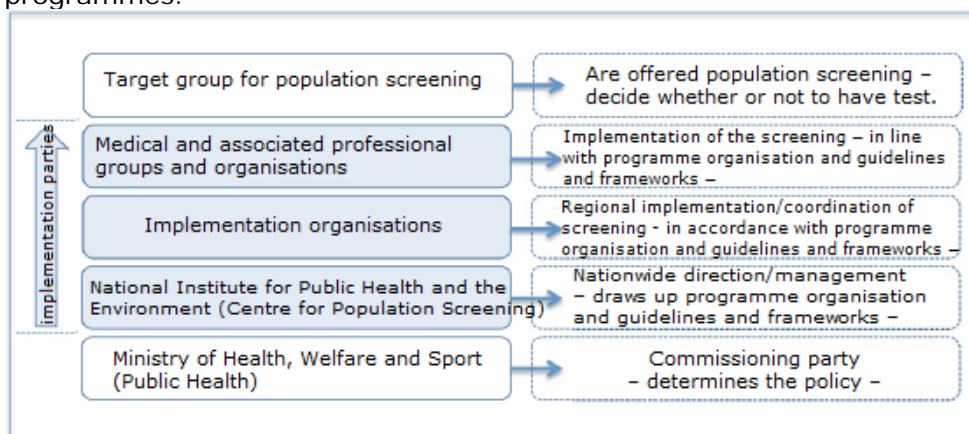 programmes.
Target group for population screening
Are offered population screening –
decide whether or not to have test.
implementation parties
Medical and associated professional
groups and organisations
Implementation of the screening – in line
with programme organisation and guidelines
and frameworks –
Implementation organisations
Regional implementation/coordination of
screening - in accordance with programme
organisation and guidelines and frameworks –
National Institute for Public Health and the
Environment (Centre for Population Screening)
Nationwide direction/management
– draws up programme organisation
and guidelines and frameworks –
Ministry of Health, Welfare and Sport
(Public Health)
Commissioning party
– determines the policy –